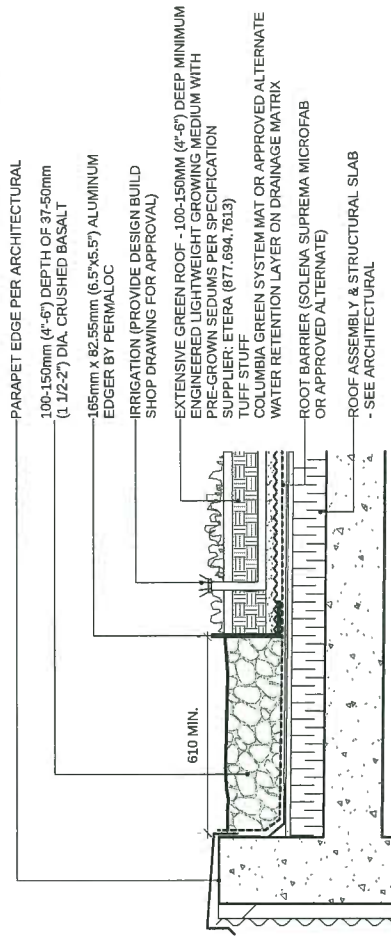 PARAPET EDGE PER ARCHITECTURAL
100-150mm (4"-6") DEPTH OF 37-50mm
(1 1/2-2") DIA. CRUSHED BASALT
165mm X 82.55mm (6.5"x5.5") ALUMINUM
EDGER BY PERMALOC
IRRIGATION (PROVIDE DESIGN BUILD
SHOP DRAWING FOR APPROVAL)
EXTENSIVE GREEN ROOF - 100-150MM (4"-6") DEEP MINIMUM
ENGINEERED LIGHTWEIGHT GROWING MEDIUM WITH
PRE-GROWN SEDUMS PER SPECIFICATION
SUPPLIER: ETERA (877.694.7613)
TUFF STUFF
COLUMBIA GREEN SYSTEM MAT OR APPROVED ALTERNATE
WATER RETENTION LAYER ON DRAINAGE MATRIX
ROOT BARRIER (SOLENA SUPREMA MICROFAB
OR APPROVED ALTERNATE)
ROOF ASSEMBLY & STRUCTURAL SLAB
- SEE ARCHITECTURAL
610 MIN.